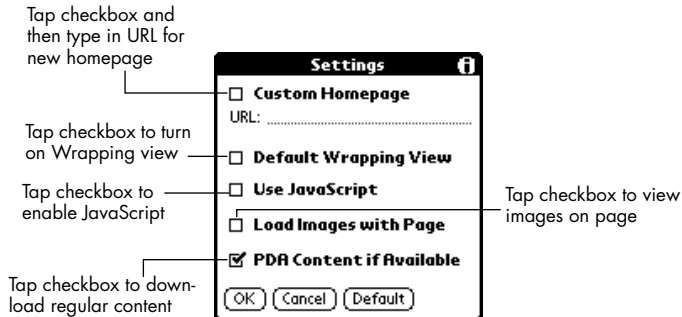 Tap checkbox and
then type in URL for
new homepage
Tap checkbox to turn
on Wrapping view
Tap checkbox to
enable JavaScript
Tap checkbox to down-
load regular content
Settings
Custom Homepage
URL:
Default Wrapping View
Use JavaScript
Load Images with Page
PDA Content if Available
OK Cancel Default
Tap checkbox to view
images on page